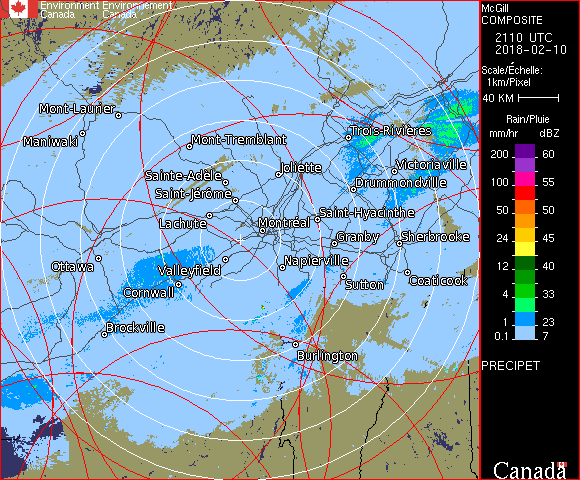 Environment Environnement
Canada Canada
McGill
COMPOSITE
2110 UTC
2018-02-10
Scale/Échelle:
1km/Pixel
40 KM
Rain/Pluie
mm/hr dBZ
200 60
55
100 55
50 50
24 45
12 40
4 33
1 23
0.1 7
PRECIPET
Canada
Mont-Laurier
Maniwaki
Mont-Tremblant
Trois-Rivières
Sainte-Adele
Joliette
Victoriaville
Saint-Jérôme
Drummondville
Lachute
Montréal
Saint-Hyacinthe
Granby
Sherbrooke
Ottawa
Valleyfield
Napierville
Cornwall
Sutton
Coaticook
Brockville
Burlington